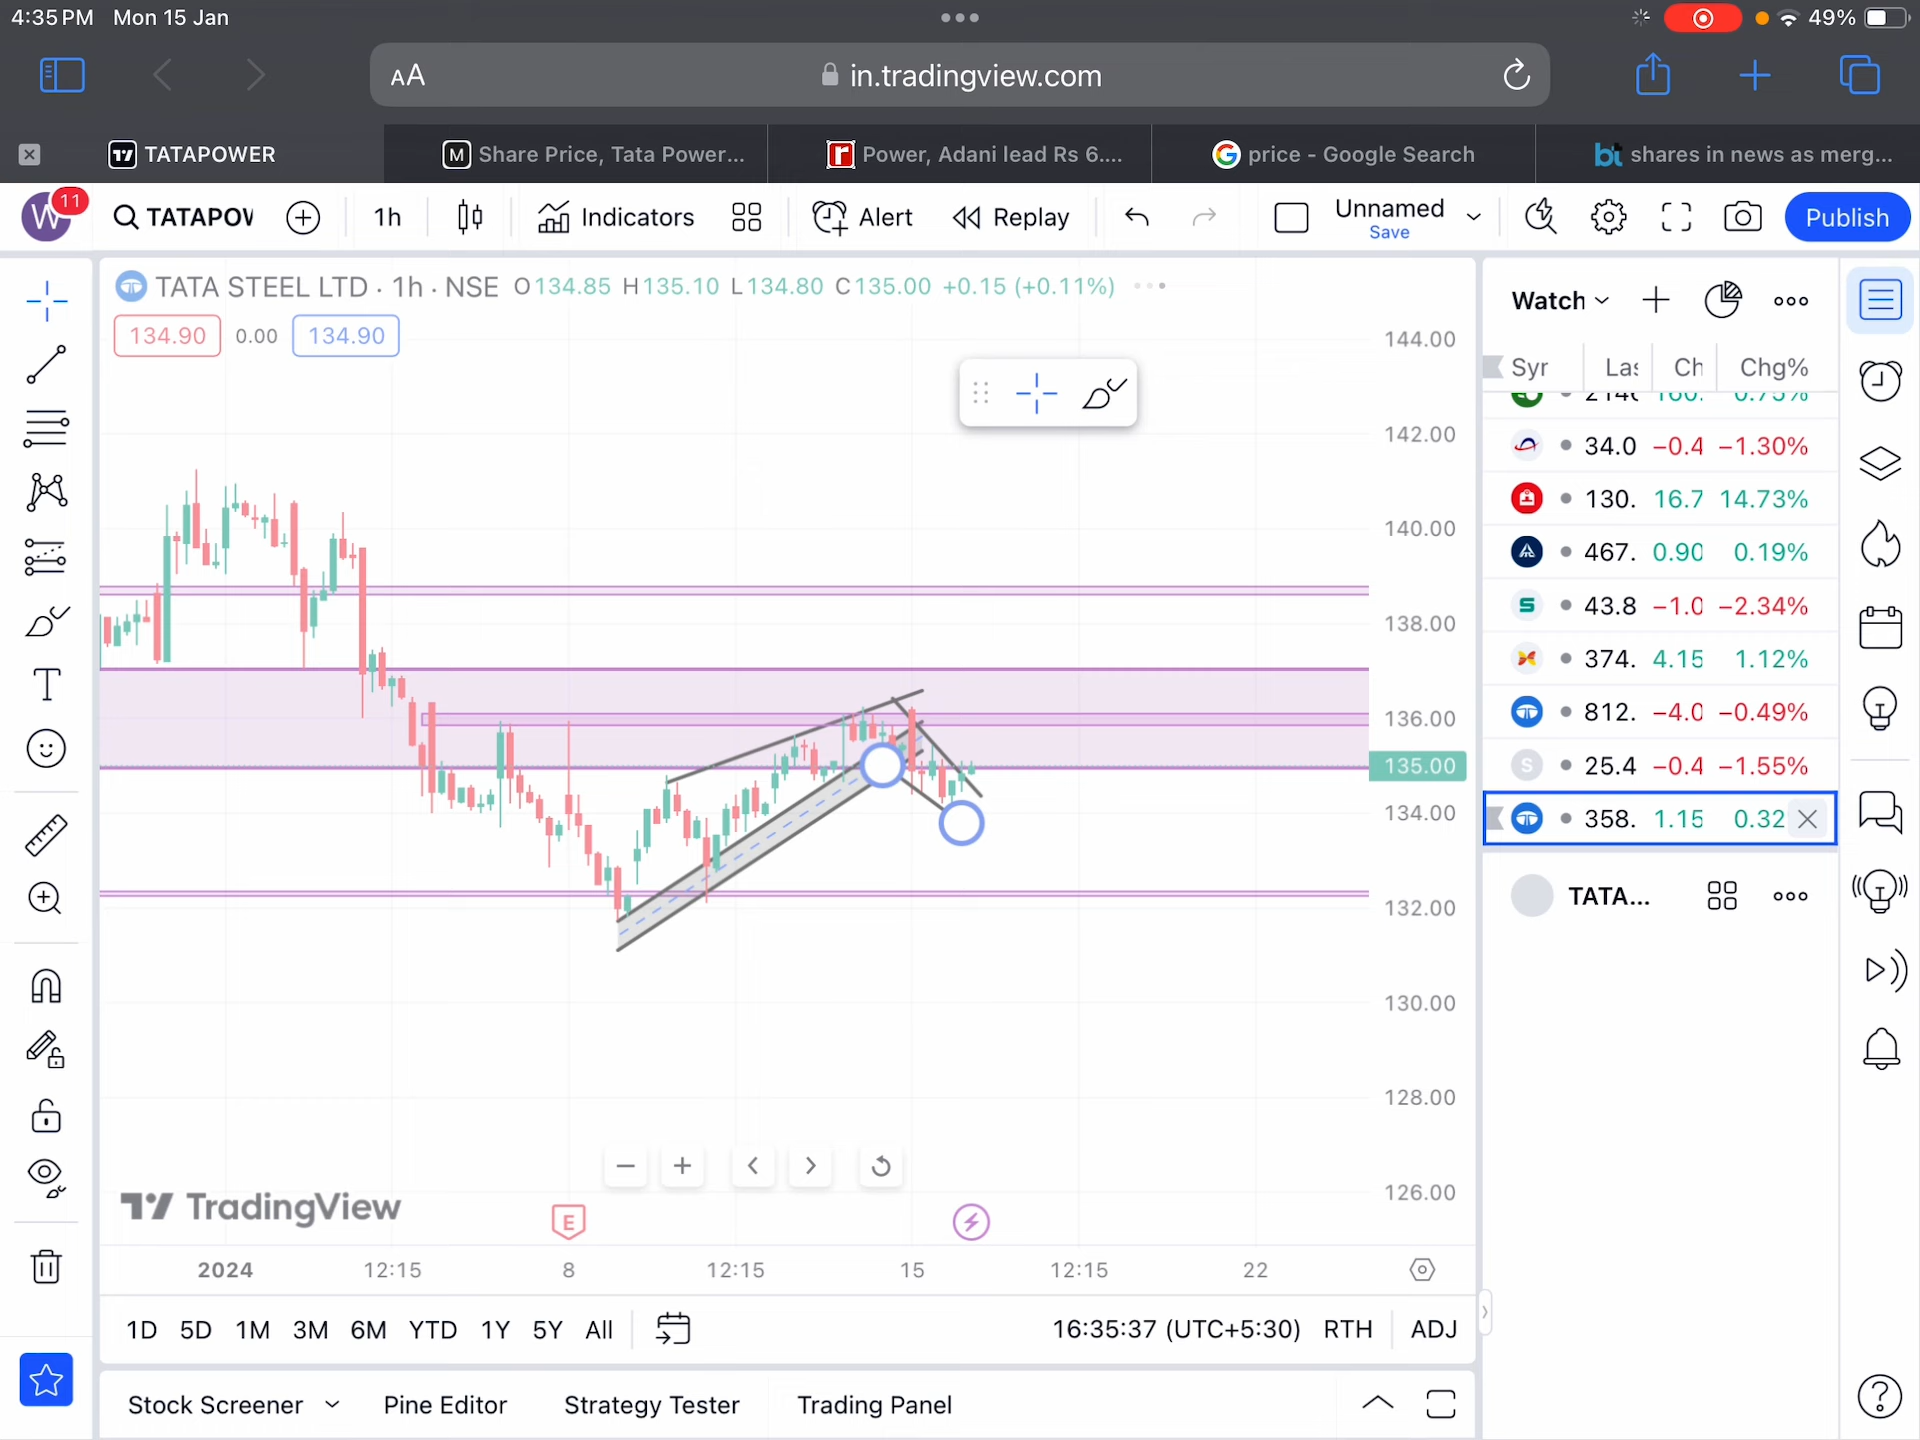 4:35 PM Mon 15 Jan
49%
AA
in.tradingview.com
TATAPOWER
M Share Price, Tata Power...
r Power, Adani lead Rs 6....
G price - Google Search
bt shares in news as merg...
W 11
TATAPOV
1h
Indicators
Alert
Replay
Unnamed
Save
Publish
TATA STEEL LTD · 1h · NSE O134.85 H135.10 L134.80 C135.00 +0.15 (+0.11%)
134.90 0.00 134.90
144.00
142.00
140.00
138.00
136.00
135.00
134.00
132.00
130.00
128.00
126.00
Watch
Syr Las Ch Chg%
34.0 −0.4 −1.30%
130. 16.7 14.73%
467. 0.90 0.19%
43.8 −1.0 −2.34%
374. 4.15 1.12%
812. −4.0 −0.49%
S 25.4 −0.4 −1.55%
358. 1.15 0.32
TATA...
TradingView
E
2024 12:15 8 12:15 15 12:15 22
1D 5D 1M 3M 6M YTD 1Y 5Y All
16:35:37 (UTC+5:30) RTH ADJ
Stock Screener Pine Editor Strategy Tester Trading Panel